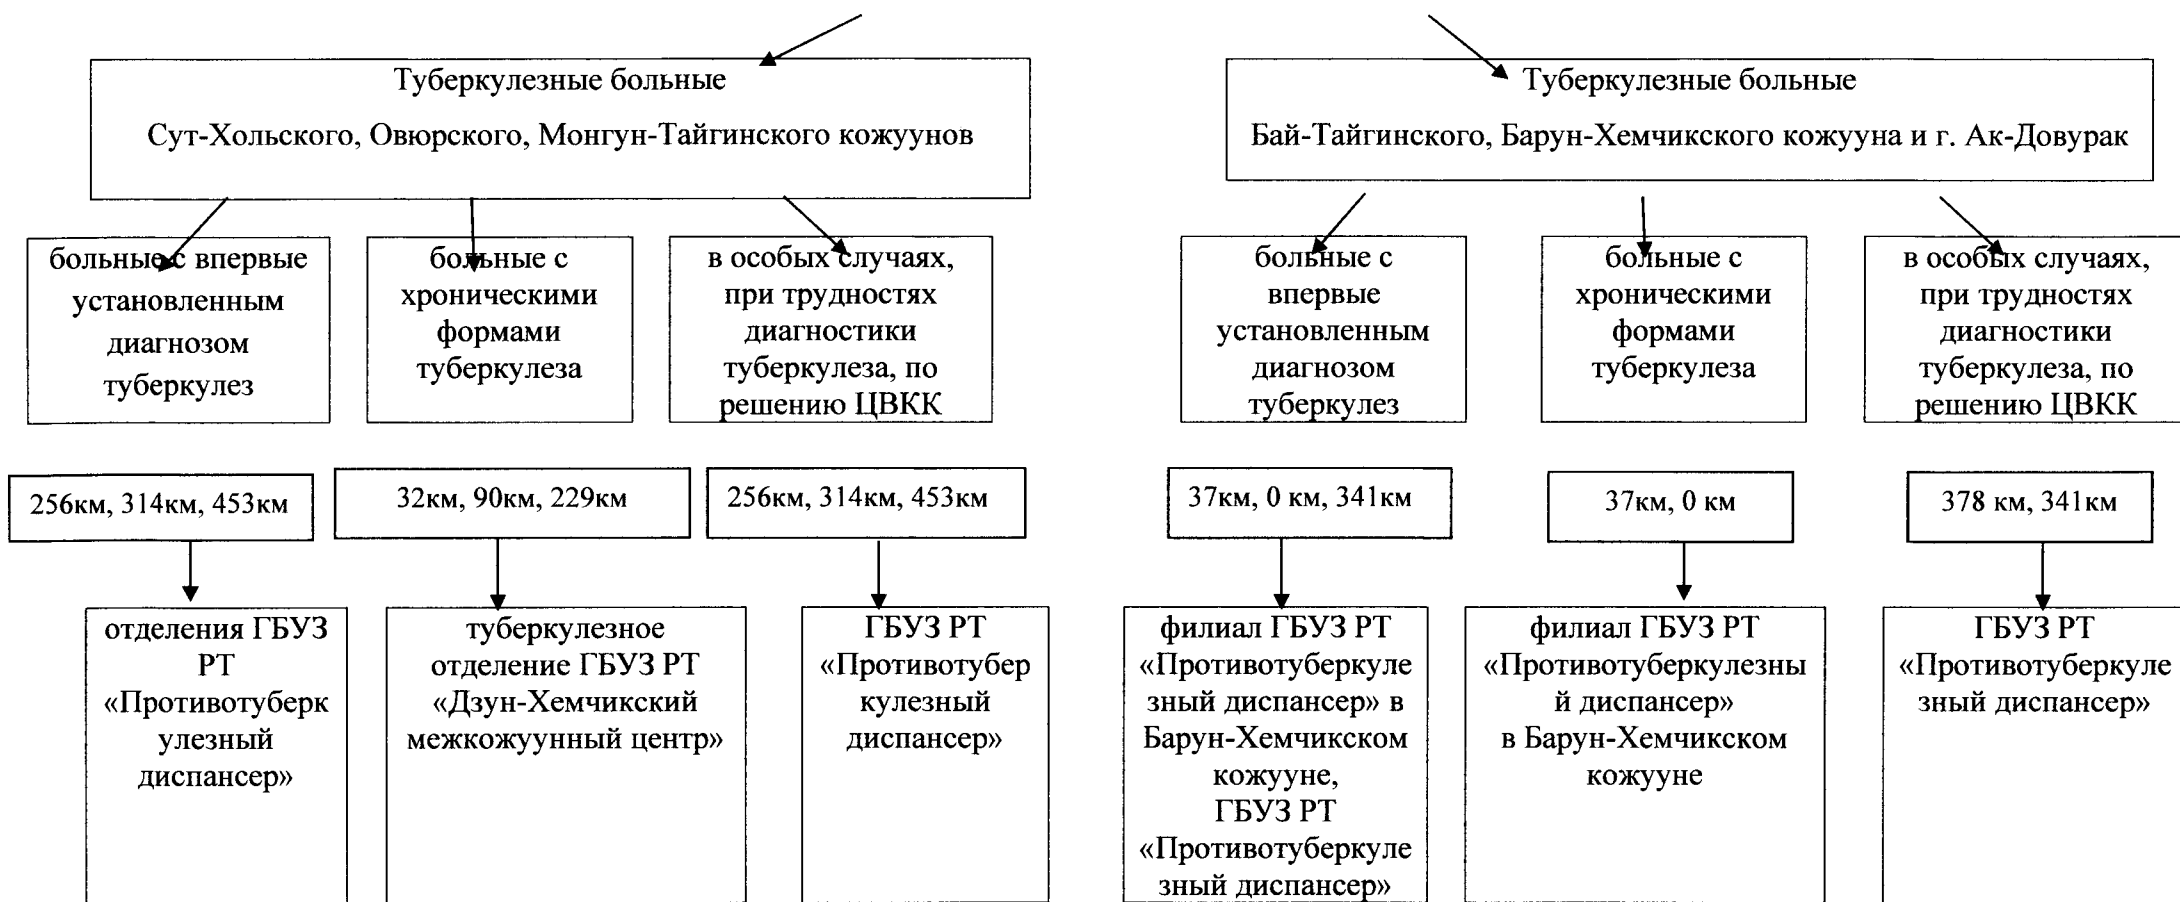 Туберкулезные больные
Сут-Хольского, Овюрского, Монгун-Тайгинского кожуунов
Туберкулезные больные
Бай-Тайгинского, Барун-Хемчикского кожууна и г. Ак-Довурак
больные с впервые
установленным
диагнозом
туберкулез
больные с
хроническими
формами
туберкулеза
в особых случаях,
при трудностях
диагностики
туберкулеза, по
решению ЦВКК
больные с
впервые
установленным
диагнозом
туберкулез
больные с
хроническими
формами
туберкулеза
в особых случаях,
при трудностях
диагностики
туберкулеза, по
решению ЦВКК
256км, 314км, 453км
32км, 90км, 229км
256км, 314км, 453км
37км, 0 км, 341км
37км, 0 км
378 км, 341км
отделения ГБУЗ
РТ
«Противотуберк
улезный
диспансер»
туберкулезное
отделение ГБУЗ РТ
«Дзун-Хемчикский
межкожуунный центр»
ГБУЗ РТ
«Противотубер
кулезный
диспансер»
филиал ГБУЗ РТ
«Противотуберкуле
зный диспансер» в
Барун-Хемчикском
кожууне,
ГБУЗ РТ
«Противотуберкуле
зный диспансер»
филиал ГБУЗ РТ
«Противотуберкулезны
й диспансер»
в Барун-Хемчикском
кожууне
ГБУЗ РТ
«Противотуберкуле
зный диспансер»